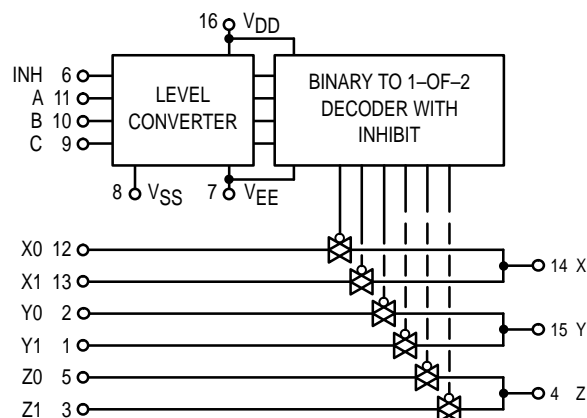 16 VDD
INH 6
A 11
B 10
C 9
LEVEL
CONVERTER
BINARY TO 1–OF–2
DECODER WITH
INHIBIT
8 VSS
7 VEE
X0 12
X1 13
14 X
Y0 2
Y1 1
15 Y
Z0 5
Z1 3
4 Z